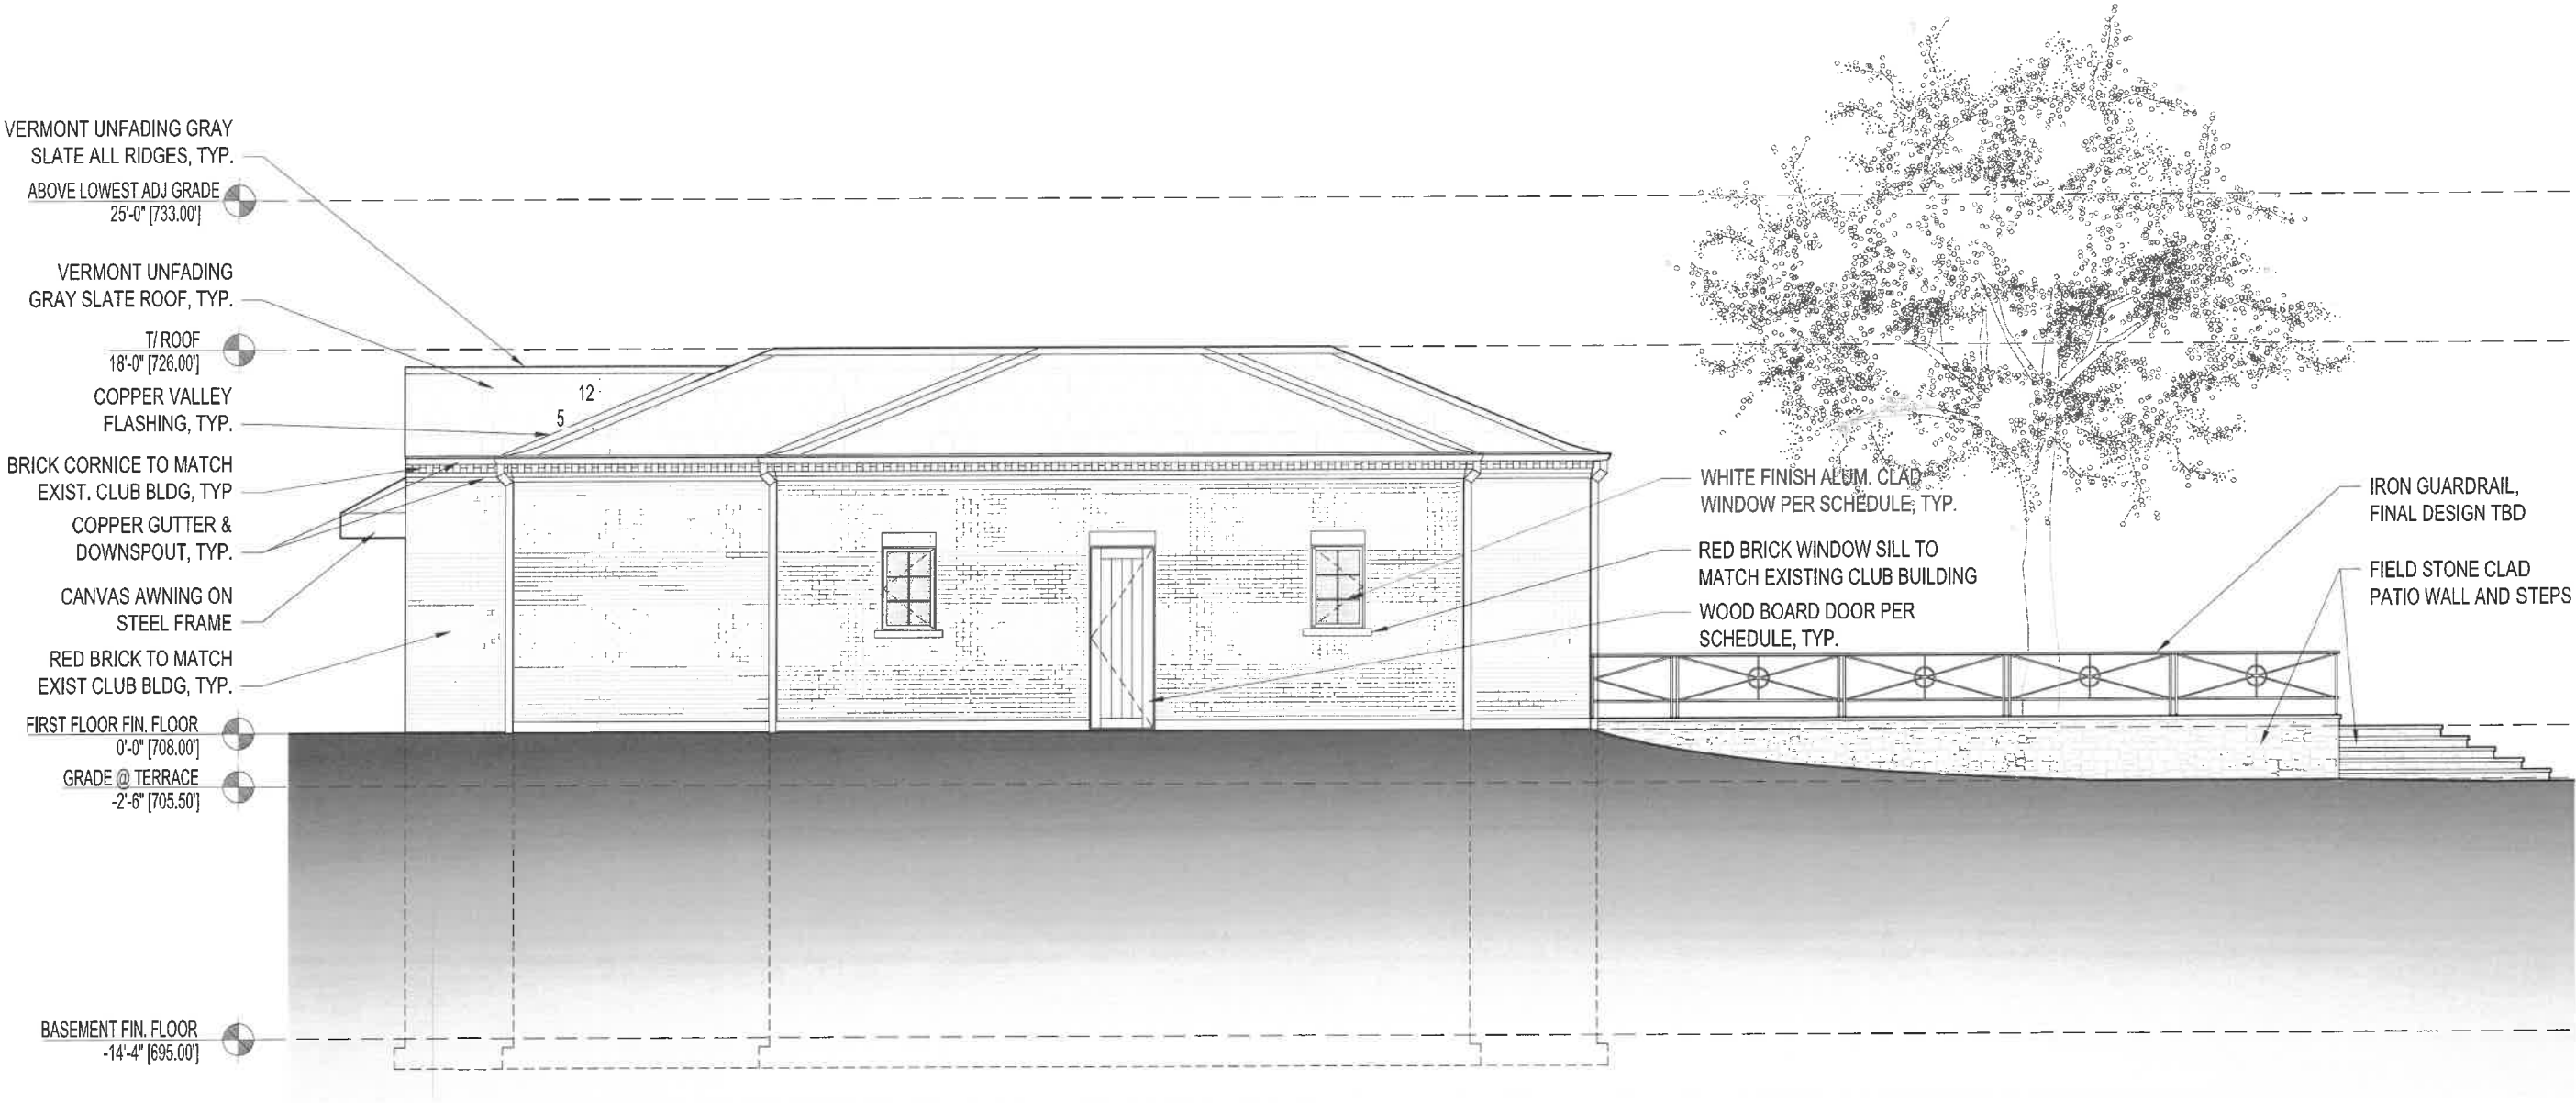 VERMONT UNFADING GRAY
SLATE ALL RIDGES, TYP.
ABOVE LOWEST ADJ GRADE
25'-0" [733.00']
VERMONT UNFADING
GRAY SLATE ROOF, TYP.
T/ ROOF
18'-0" [726.00']
COPPER VALLEY
FLASHING, TYP.
12
5
BRICK CORNICE TO MATCH
EXIST. CLUB BLDG, TYP
COPPER GUTTER &
DOWNSPOUT, TYP.
CANVAS AWNING ON
STEEL FRAME
RED BRICK TO MATCH
EXIST CLUB BLDG, TYP.
FIRST FLOOR FIN. FLOOR
0'-0" [708.00']
GRADE @ TERRACE
-2'-6" [705.50']
BASEMENT FIN. FLOOR
-14'-4" [695.00']
WHITE FINISH ALUM. CLAD
WINDOW PER SCHEDULE, TYP.
RED BRICK WINDOW SILL TO
MATCH EXISTING CLUB BUILDING
WOOD BOARD DOOR PER
SCHEDULE, TYP.
IRON GUARDRAIL,
FINAL DESIGN TBD
FIELD STONE CLAD
PATIO WALL AND STEPS